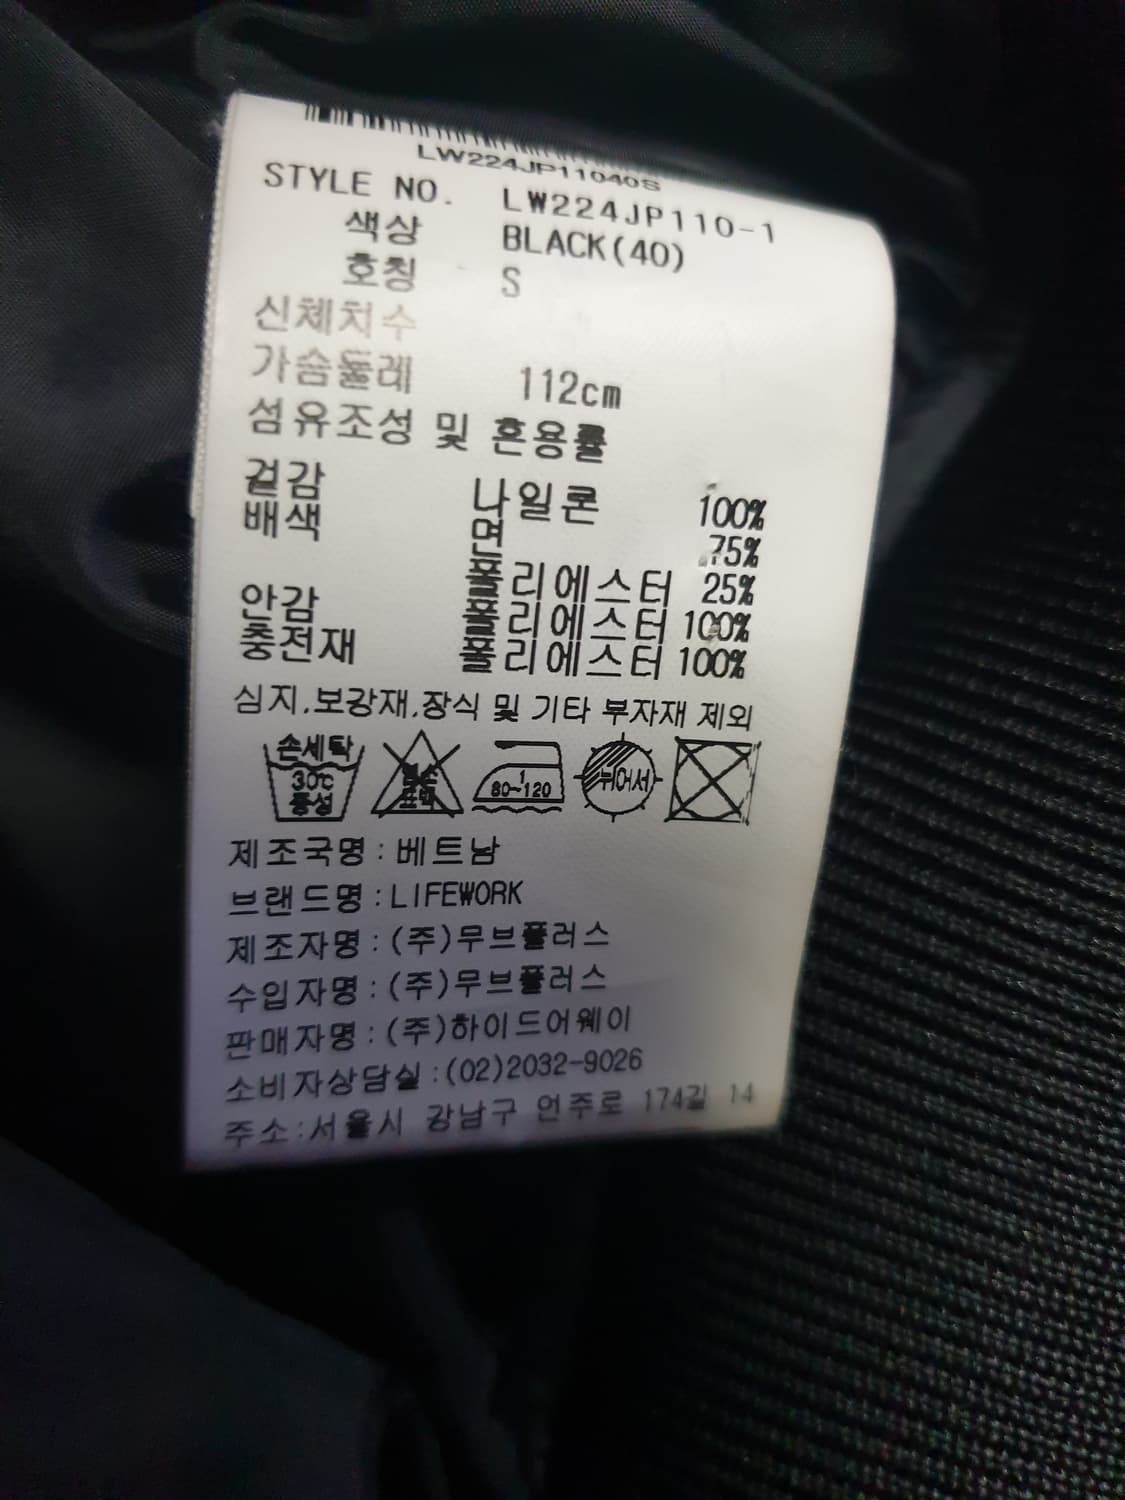 LW224JP11040S
STYLE NO. LW224JP110-1
색상 BLACK(40)
호칭 S
신체치수
가슴둘레 112cm
섬유조성 및 혼용률
겉감 나일론 100%
배색 면 75%
폴리에스터 25%
안감 폴리에스터 100%
충전재 폴리에스터 100%
심지,보강재,장식 및 기타 부자재 제외
손세탁 30℃ 중성
염소 표백
1 80~120
뉘어서
제조국명:베트남
브랜드명:LIFEWORK
제조자명:(주)무브플러스
수입자명:(주)무브플러스
판매자명:(주)하이드어웨이
소비자상담실:(02)2032-9026
주소:서울시 강남구 언주로 174길 14